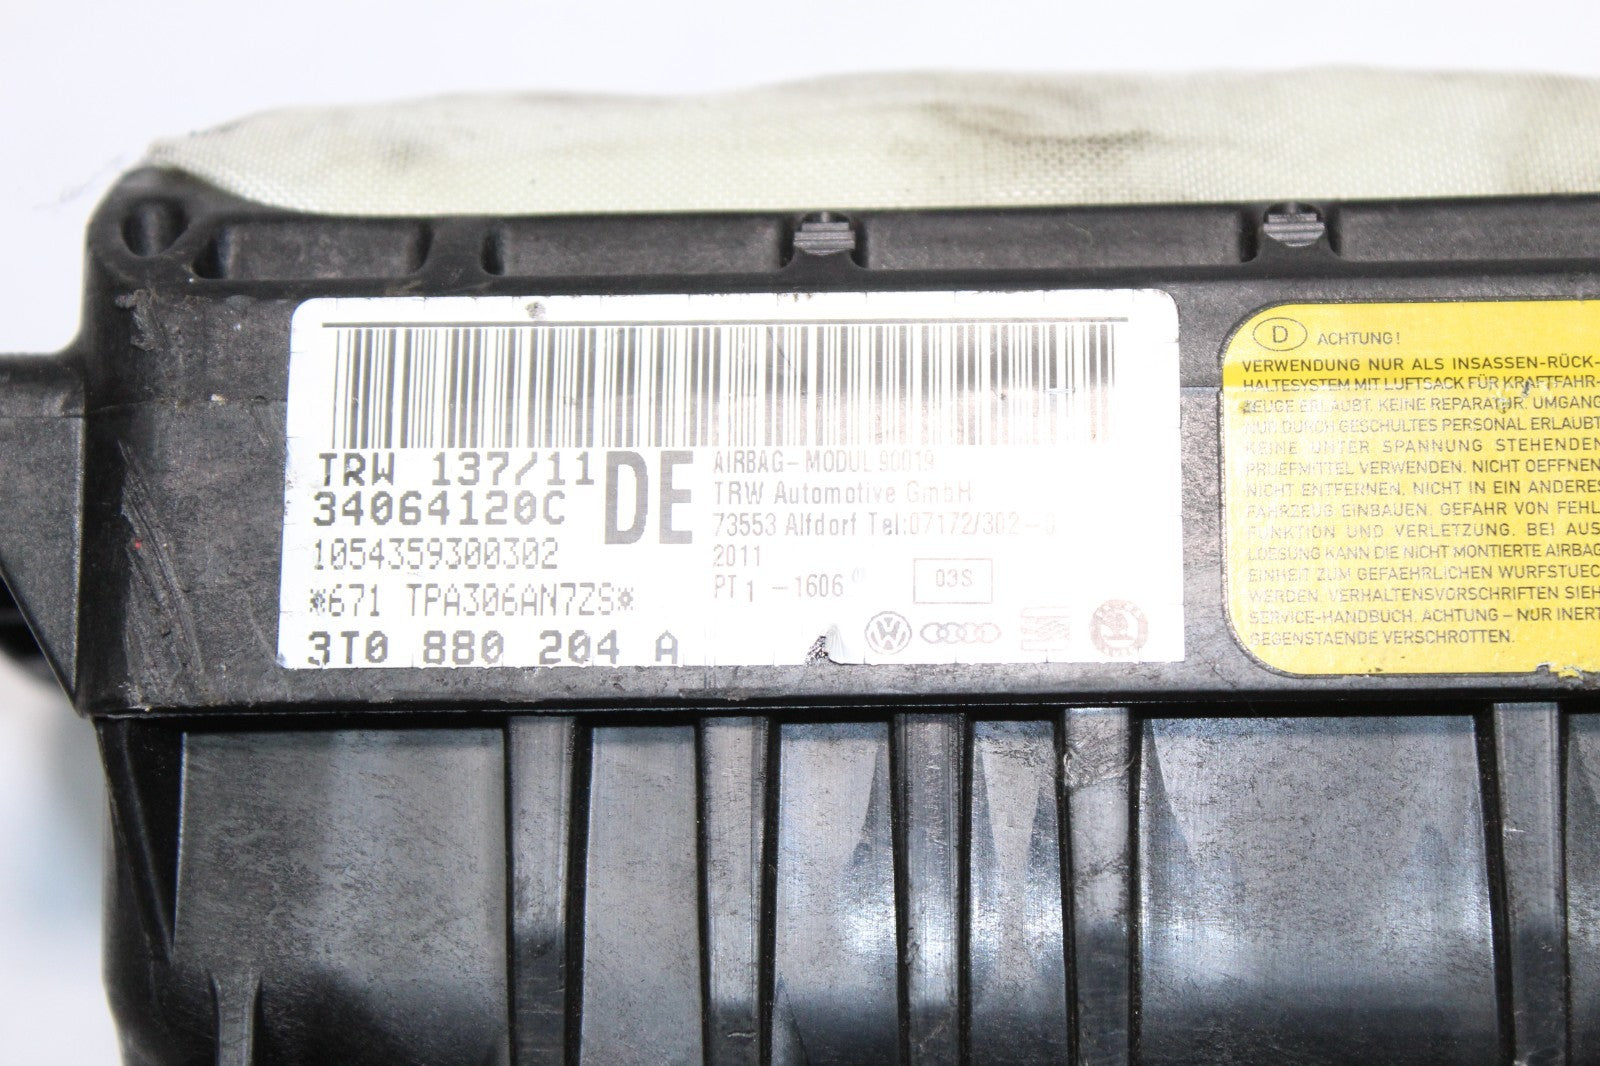 TRW 137/11
34064120C
DE
1054359300302
*671 TPA306AN7ZS*
3T0 880 204 A
AIRBAG-MODUL 90019
TRW Automotive GmbH
73553 Alfdorf Tel:07172/302-0
2011
PT 1 -1606
03S
D ACHTUNG!
VERWENDUNG NUR ALS INSASSEN-RÜCK-
HALTESYSTEM MIT LUFTSACK FÜR KRAFTFAHR-
ZEUGE ERLAUBT. KEINE REPARATUR. UMGANG
NUR DURCH GESCHULTES PERSONAL ERLAUBT
KEINE UNTER SPANNUNG STEHENDEN
PRUEFMITTEL VERWENDEN. NICHT OEFFNEN
NICHT ENTFERNEN, NICHT IN EIN ANDERES
FAHRZEUG EINBAUEN. GEFAHR VON FEHL
FUNKTION UND VERLETZUNG. BEI AUS
LOESUNG KANN DIE NICHT MONTIERTE AIRBAG
EINHEIT ZUM GEFAEHRLICHEN WURFSTUEC
WERDEN. VERHALTENSVORSCHRIFTEN SIEH
SERVICE-HANDBUCH. ACHTUNG - NUR INERT
GEGENSTAENDE VERSCHROTTEN.